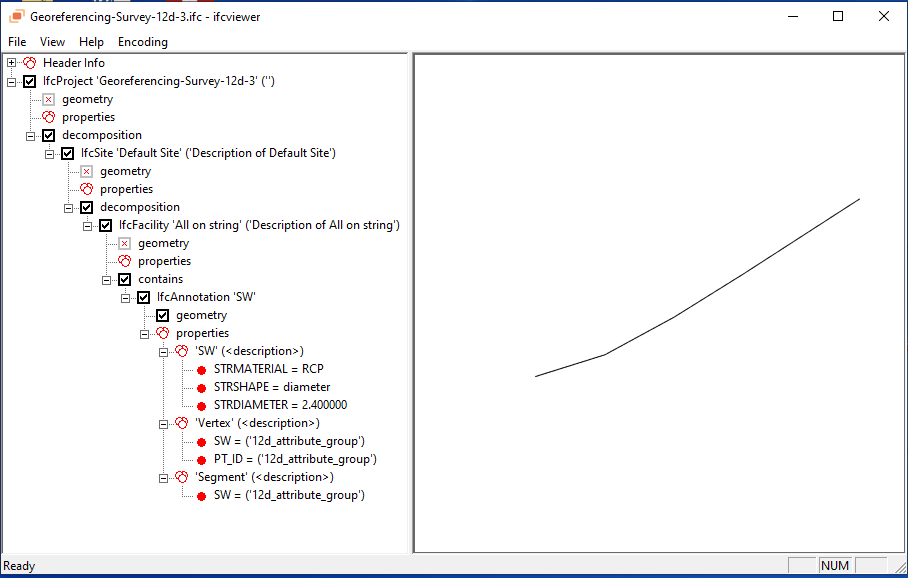 Georeferencing-Survey-12d-3.ifc - ifcviewer
File View Help Encoding
Header Info
IfcProject 'Georeferencing-Survey-12d-3' ('')
geometry
properties
decomposition
IfcSite 'Default Site' ('Description of Default Site')
geometry
properties
decomposition
IfcFacility 'All on string' ('Description of All on string')
geometry
properties
contains
IfcAnnotation 'SW'
geometry
properties
'SW' (<description>)
STRMATERIAL = RCP
STRSHAPE = diameter
STRDIAMETER = 2.400000
'Vertex' (<description>)
SW = ('12d_attribute_group')
PT_ID = ('12d_attribute_group')
'Segment' (<description>)
SW = ('12d_attribute_group')
Ready NUM